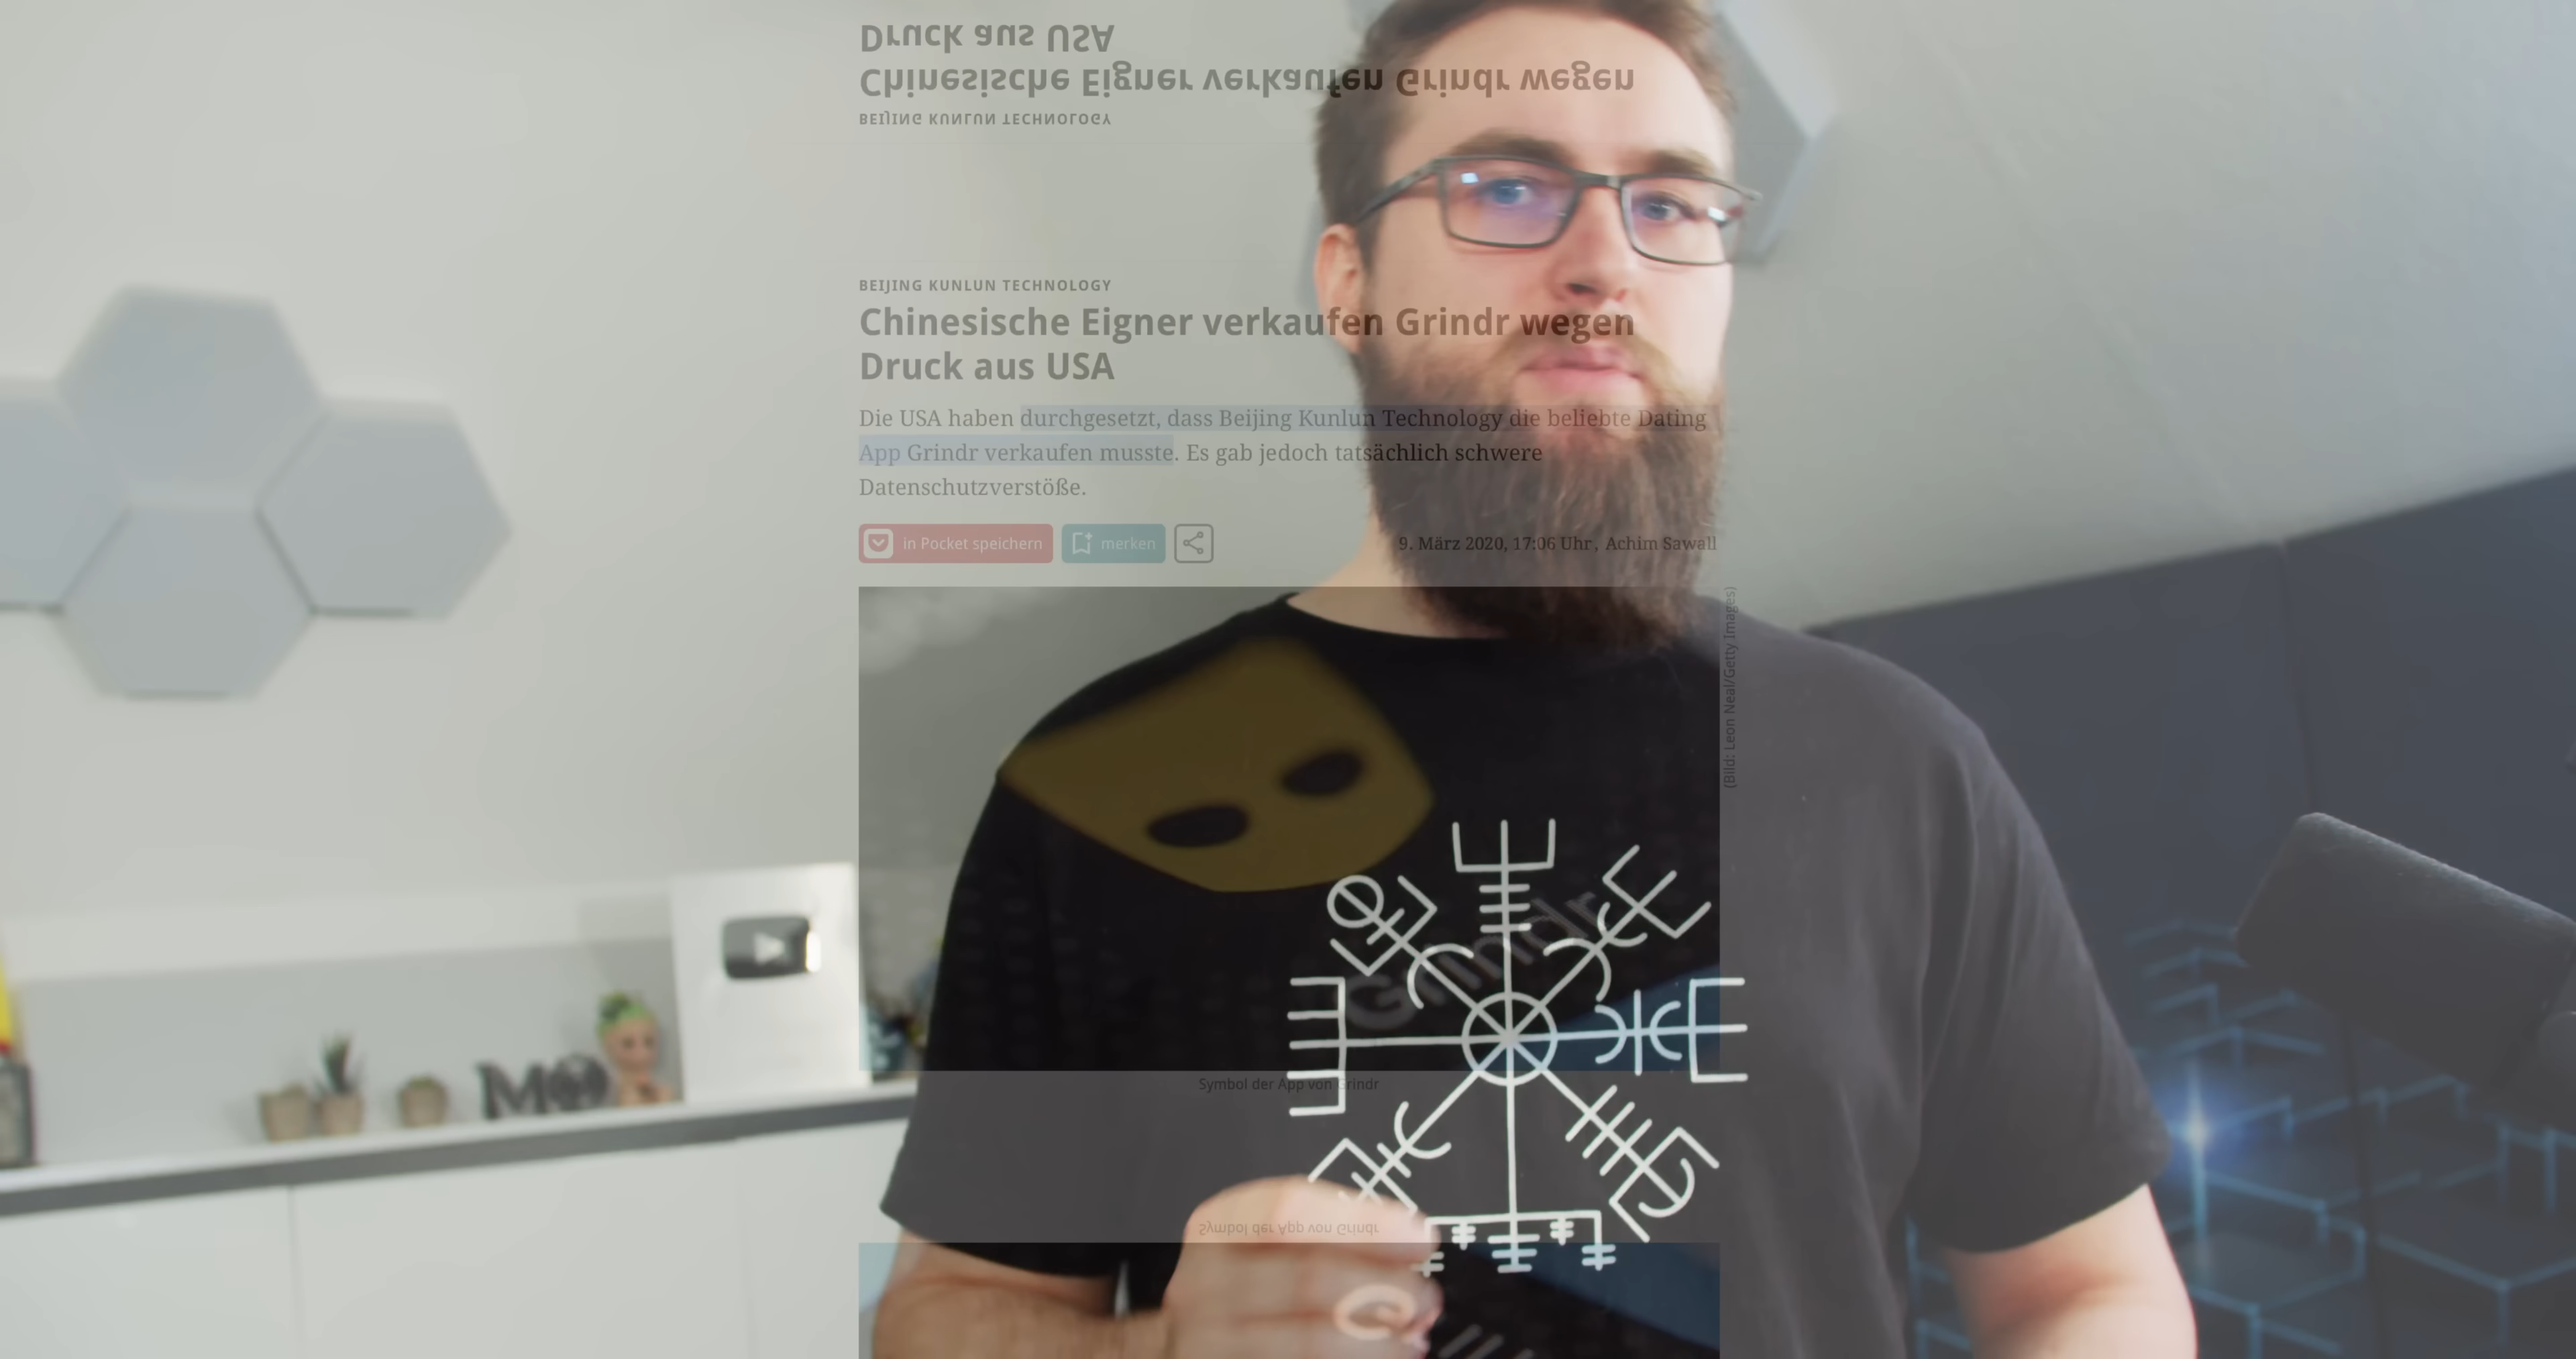 Druck aus USA
Chinesische Eigner verkaufen Grindr wegen
BEIJING KUNLUN TECHNOLOGY
BEIJING KUNLUN TECHNOLOGY
Chinesische Eigner verkaufen Grindr wegen
Druck aus USA
Die USA haben durchgesetzt, dass Beijing Kunlun Technology die beliebte Dating
App Grindr verkaufen musste. Es gab jedoch tatsächlich schwere
Datenschutzverstöße.
in Pocket speichern
merken
9. März 2020, 17:06 Uhr, Achim Sawall
(Bild: Leon Neal/Getty Images)
Grindr
Symbol der App von Grindr
Symbol der App von Grindr